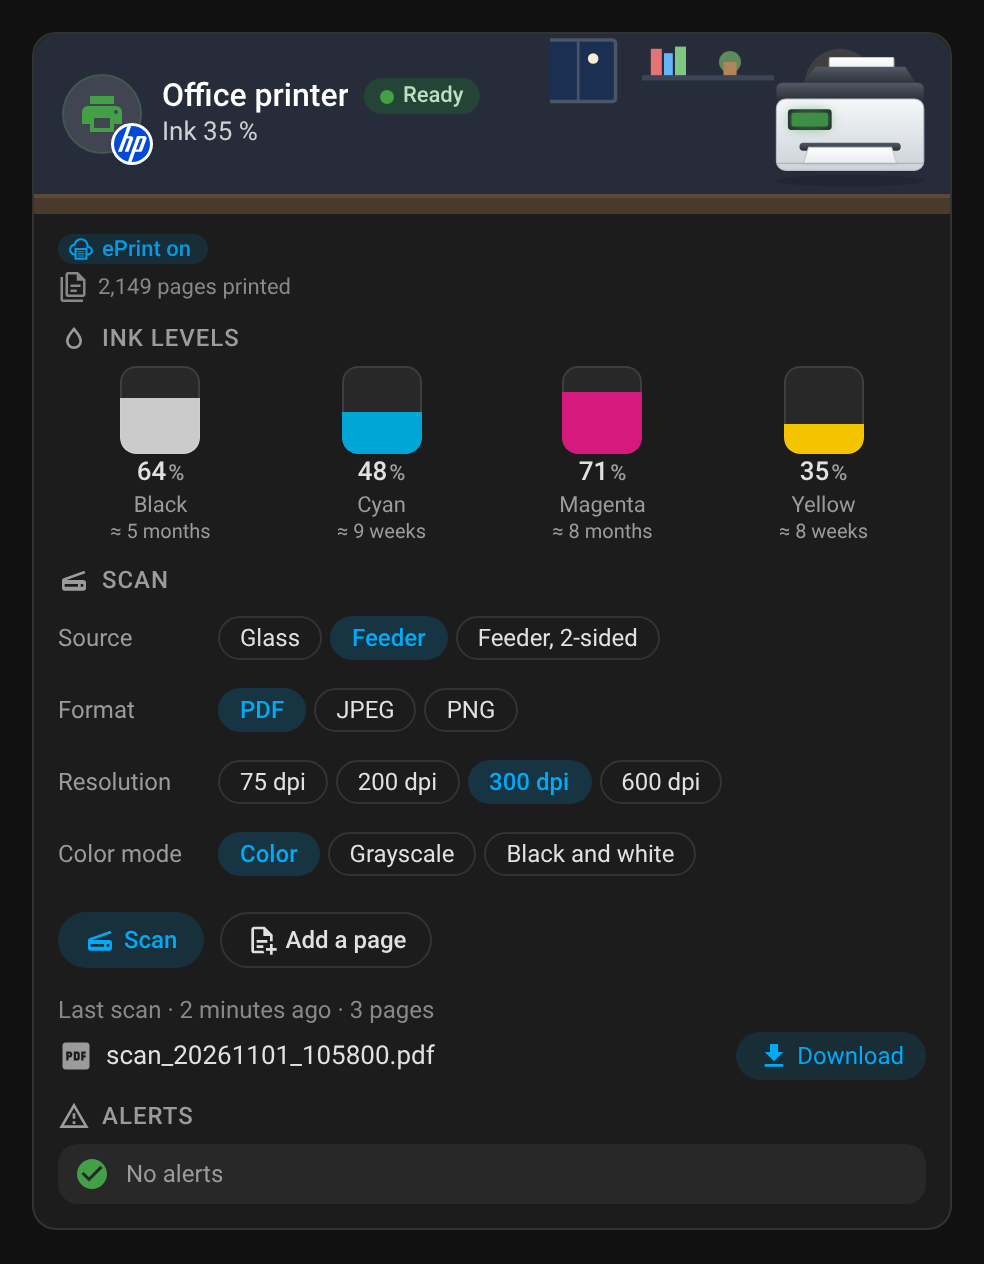 Office printer
Ready
Ink 35 %
hp
ePrint on
2,149 pages printed
INK LEVELS
64% 48% 71% 35%
Black Cyan Magenta Yellow
≈ 5 months ≈ 9 weeks ≈ 8 months ≈ 8 weeks
SCAN
Source Glass Feeder Feeder, 2-sided
Format PDF JPEG PNG
Resolution 75 dpi 200 dpi 300 dpi 600 dpi
Color mode Color Grayscale Black and white
Scan Add a page
Last scan · 2 minutes ago · 3 pages
PDF scan_20261101_105800.pdf Download
ALERTS
No alerts